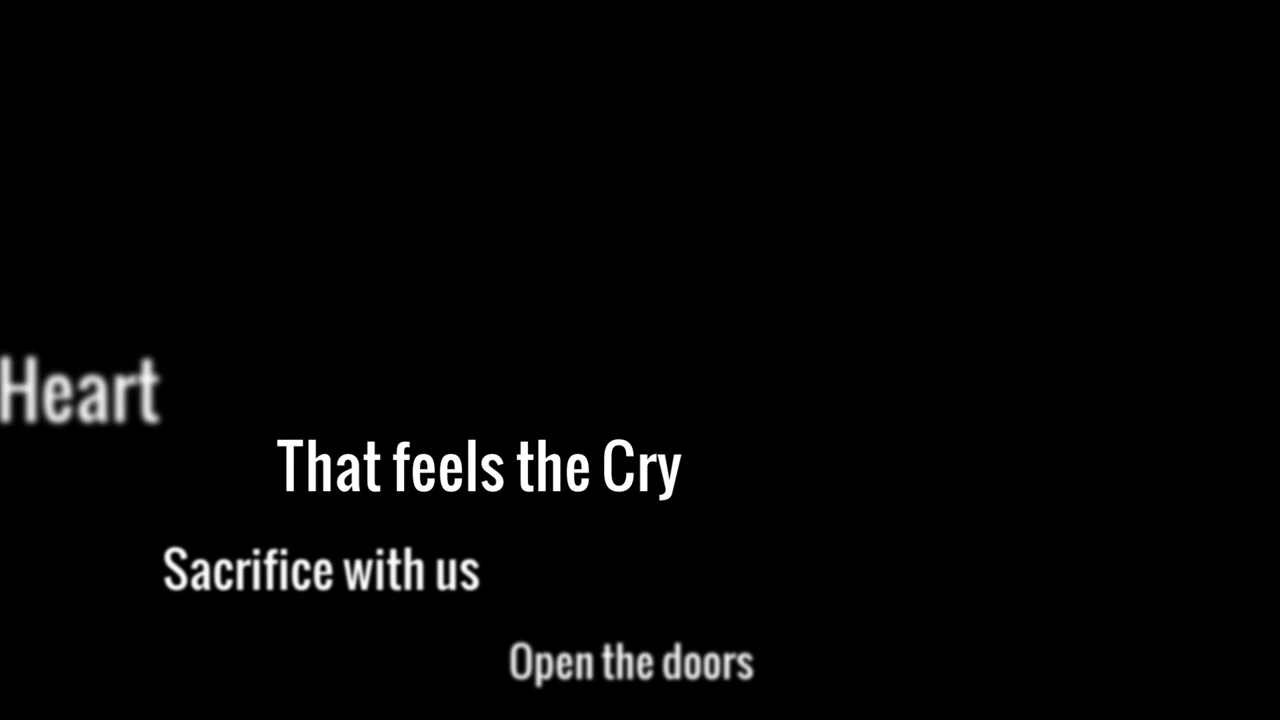 Heart
That feels the Cry
Sacrifice with us
Open the doors